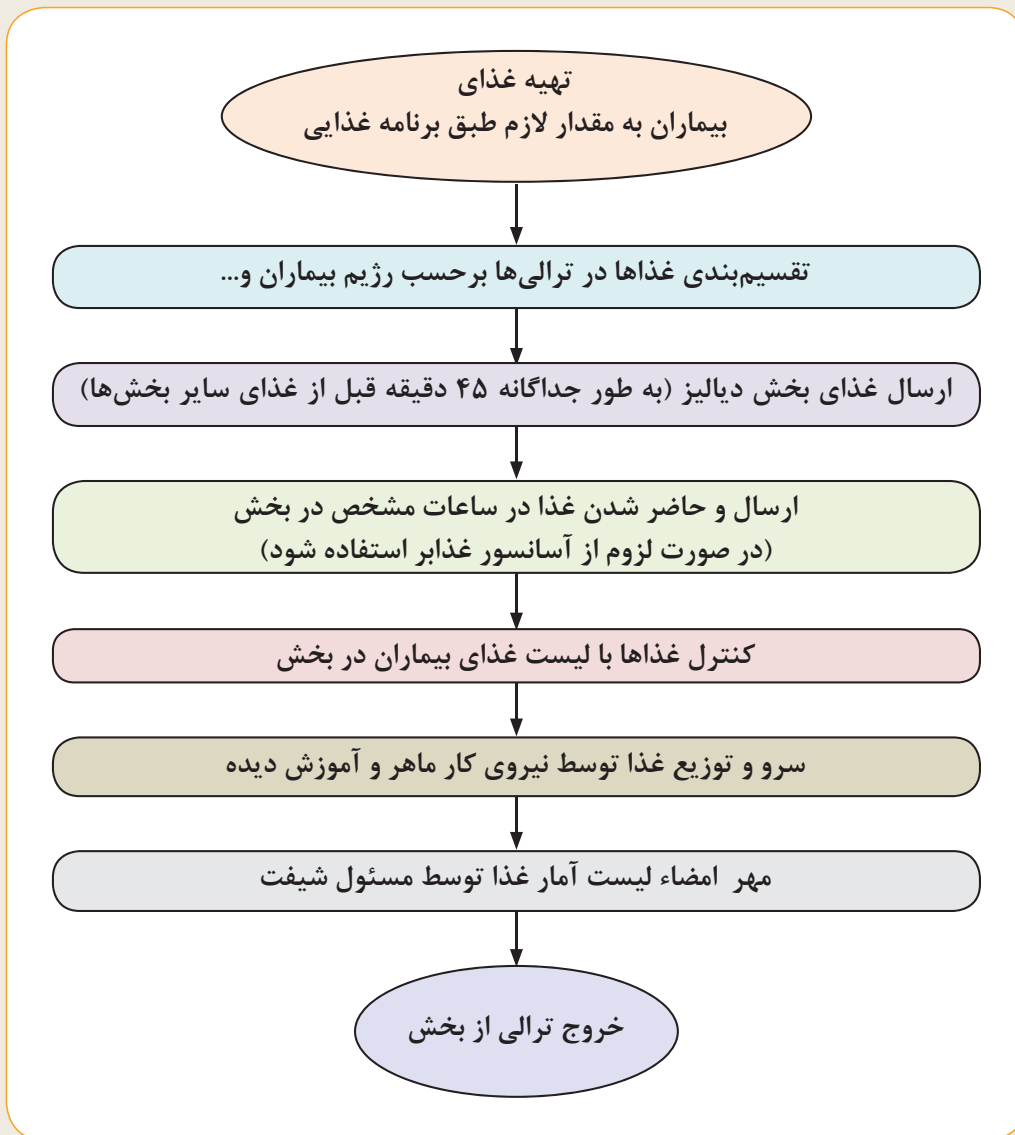 تهیه غذای
بیماران به مقدار لازم طبق برنامه غذایی
تقسیم‌بندی غذاها در ترالی‌ها برحسب رژیم بیماران و...
ارسال غذای بخش دیالیز (به طور جداگانه ۴۵ دقیقه قبل از غذای سایر بخش‌ها)
ارسال و حاضر شدن غذا در ساعات مشخص در بخش
(در صورت لزوم از آسانسور غذابر استفاده شود)
کنترل غذاها با لیست غذای بیماران در بخش
سرو و توزیع غذا توسط نیروی کار ماهر و آموزش دیده
مهر امضاء لیست آمار غذا توسط مسئول شیفت
خروج ترالی از بخش